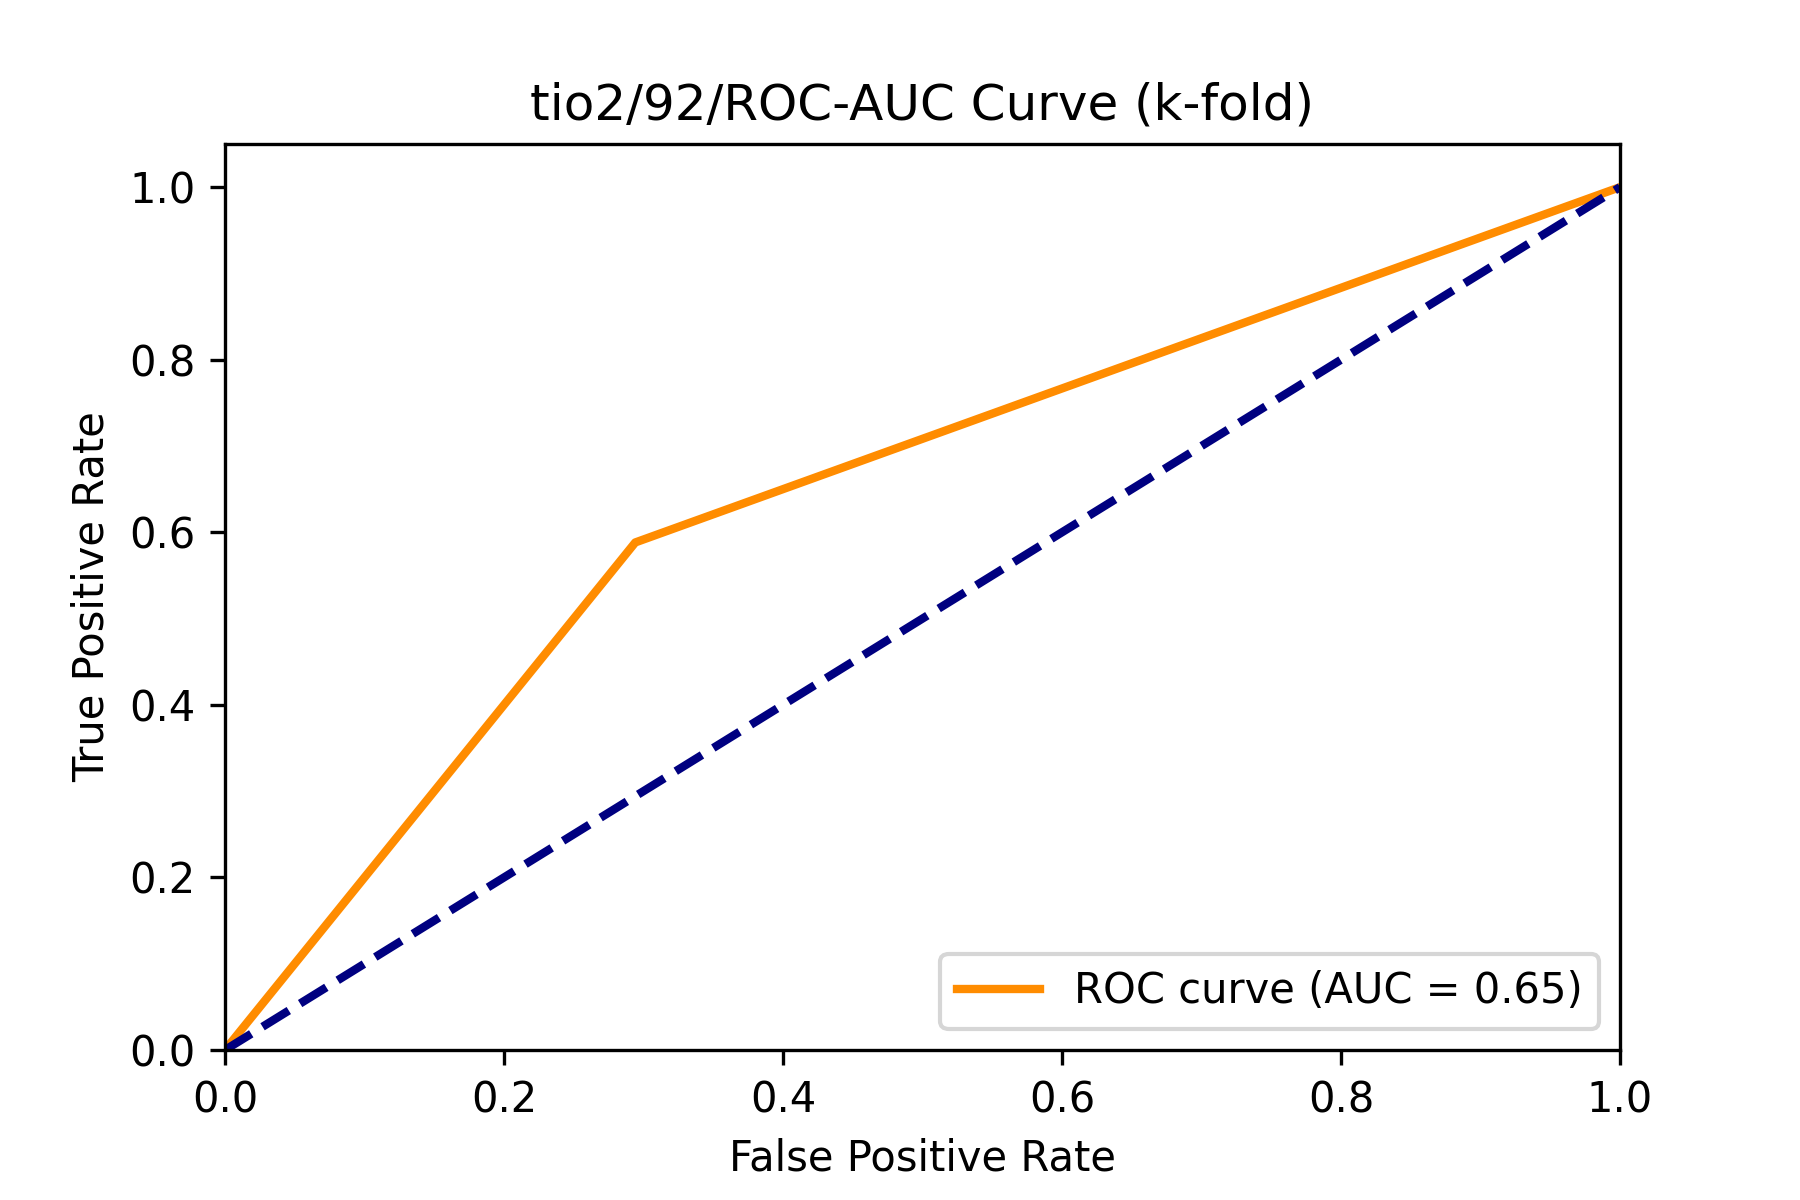 tio2/92/ROC-AUC Curve (k-fold)
1.0
0.8
0.6
0.4
0.2
0.0
True Positive Rate
ROC curve (AUC = 0.65)
0.0 0.2 0.4 0.6 0.8 1.0
False Positive Rate